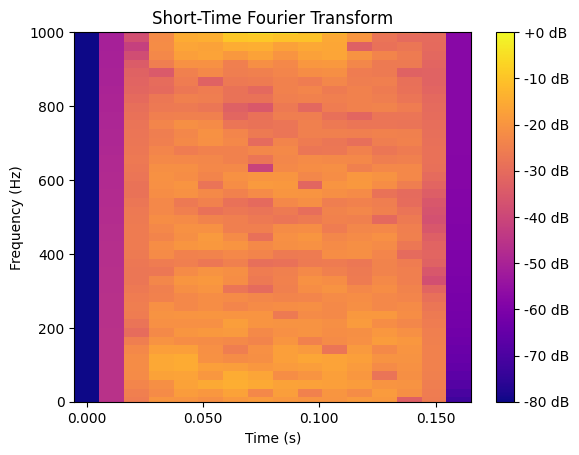 Short-Time Fourier Transform
1000
800
600
400
200
0
Frequency (Hz)
0.000
0.050
0.100
0.150
Time (s)
+0 dB
-10 dB
-20 dB
-30 dB
-40 dB
-50 dB
-60 dB
-70 dB
-80 dB